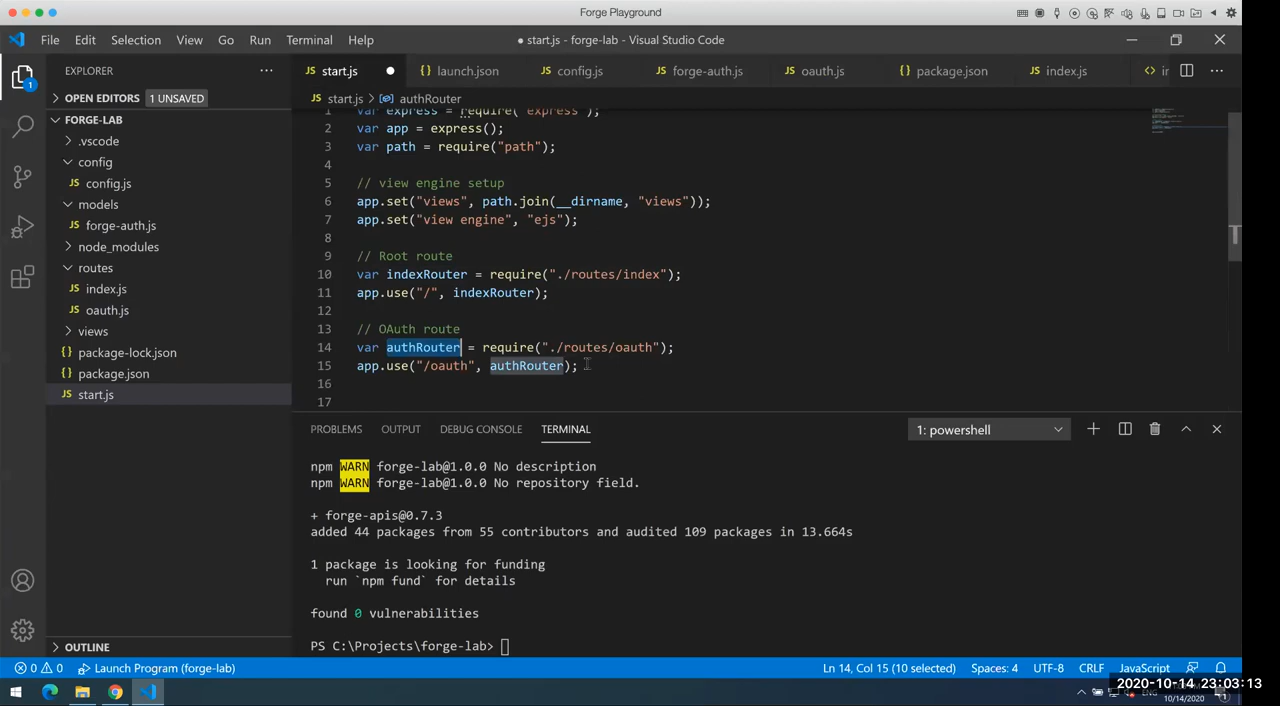 Forge Playground
File Edit Selection View Go Run Terminal Help
● start.js - forge-lab - Visual Studio Code
EXPLORER
JS start.js
{} launch.json
JS config.js
JS forge-auth.js
JS oauth.js
{} package.json
JS index.js
<> in
OPEN EDITORS 1 UNSAVED
JS start.js > authRouter
FORGE-LAB
.vscode
config
JS config.js
models
JS forge-auth.js
node_modules
routes
JS index.js
JS oauth.js
views
{} package-lock.json
{} package.json
JS start.js
OUTLINE
1 var express = require("express");
2 var app = express();
3 var path = require("path");
4
5 // view engine setup
6 app.set("views", path.join(__dirname, "views"));
7 app.set("view engine", "ejs");
8
9 // Root route
10 var indexRouter = require("./routes/index");
11 app.use("/", indexRouter);
12
13 // OAuth route
14 var authRouter = require("./routes/oauth");
15 app.use("/oauth", authRouter);
16
17
PROBLEMS OUTPUT DEBUG CONSOLE TERMINAL
1: powershell
npm WARN forge-lab@1.0.0 No description
npm WARN forge-lab@1.0.0 No repository field.
+ forge-apis@0.7.3
added 44 packages from 55 contributors and audited 109 packages in 13.664s
1 package is looking for funding
run `npm fund` for details
found 0 vulnerabilities
PS C:\Projects\forge-lab>
0 0 Launch Program (forge-lab)
Ln 14, Col 15 (10 selected) Spaces: 4 UTF-8 CRLF JavaScript
2020-10-14 23:03:13
ENG
10/14/2020